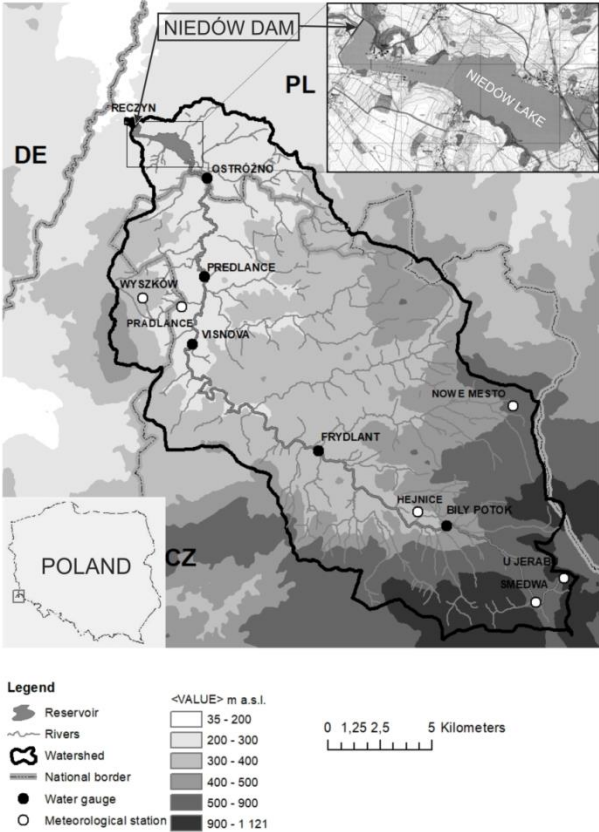 NIEDÓW DAM
PL
NIEDÓW LAKE
RĘCZYN
DE
OSTRÓŻNO
PREDLANCE
WYSZKÓW
PRADLANCE
VISNOVA
NOWE MESTO
FRYDLANT
HEJNICE
BILY POTOK
U JERABU
SMEDWA
CZ
POLAND
Legend
Reservoir
Rivers
Watershed
National border
Water gauge
Meteorological station
<VALUE> m a.s.l.
35 - 200
200 - 300
300 - 400
400 - 500
500 - 900
900 - 1 121
0 1,25 2,5 5 Kilometers